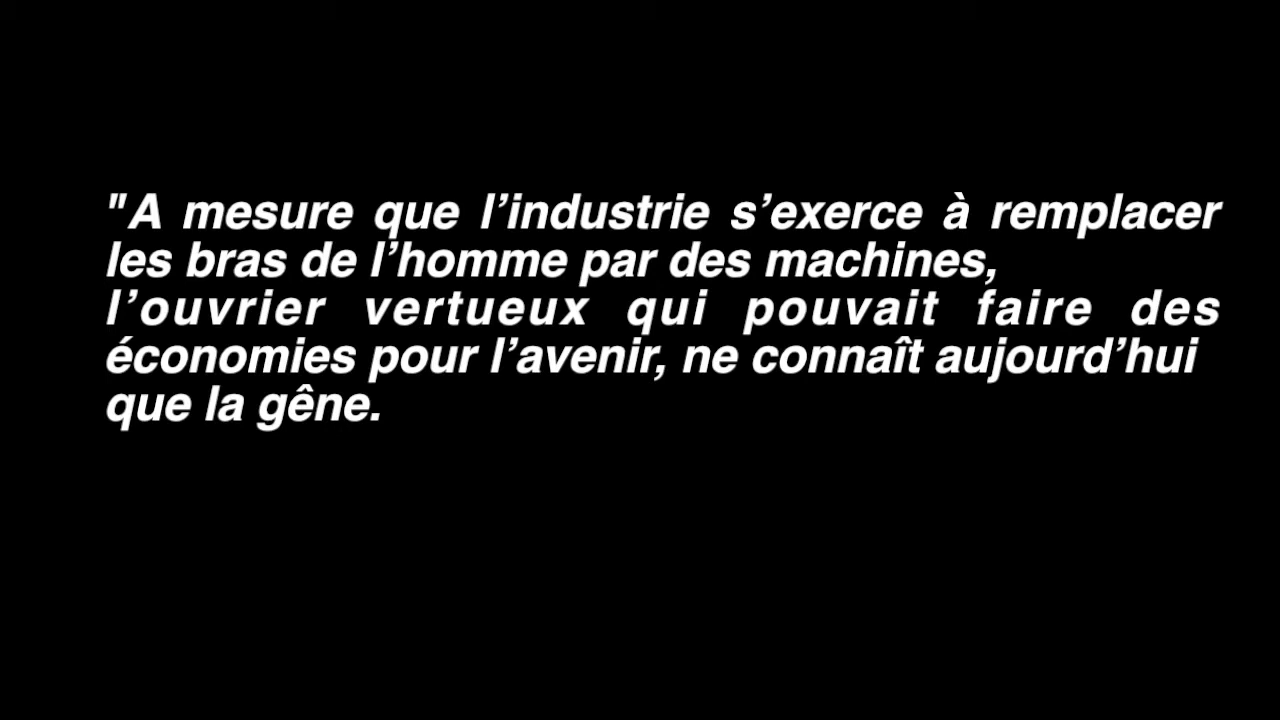 "A mesure que l’industrie s’exerce à remplacer
les bras de l’homme par des machines,
l’ouvrier vertueux qui pouvait faire des
économies pour l’avenir, ne connaît aujourd’hui
que la gêne.